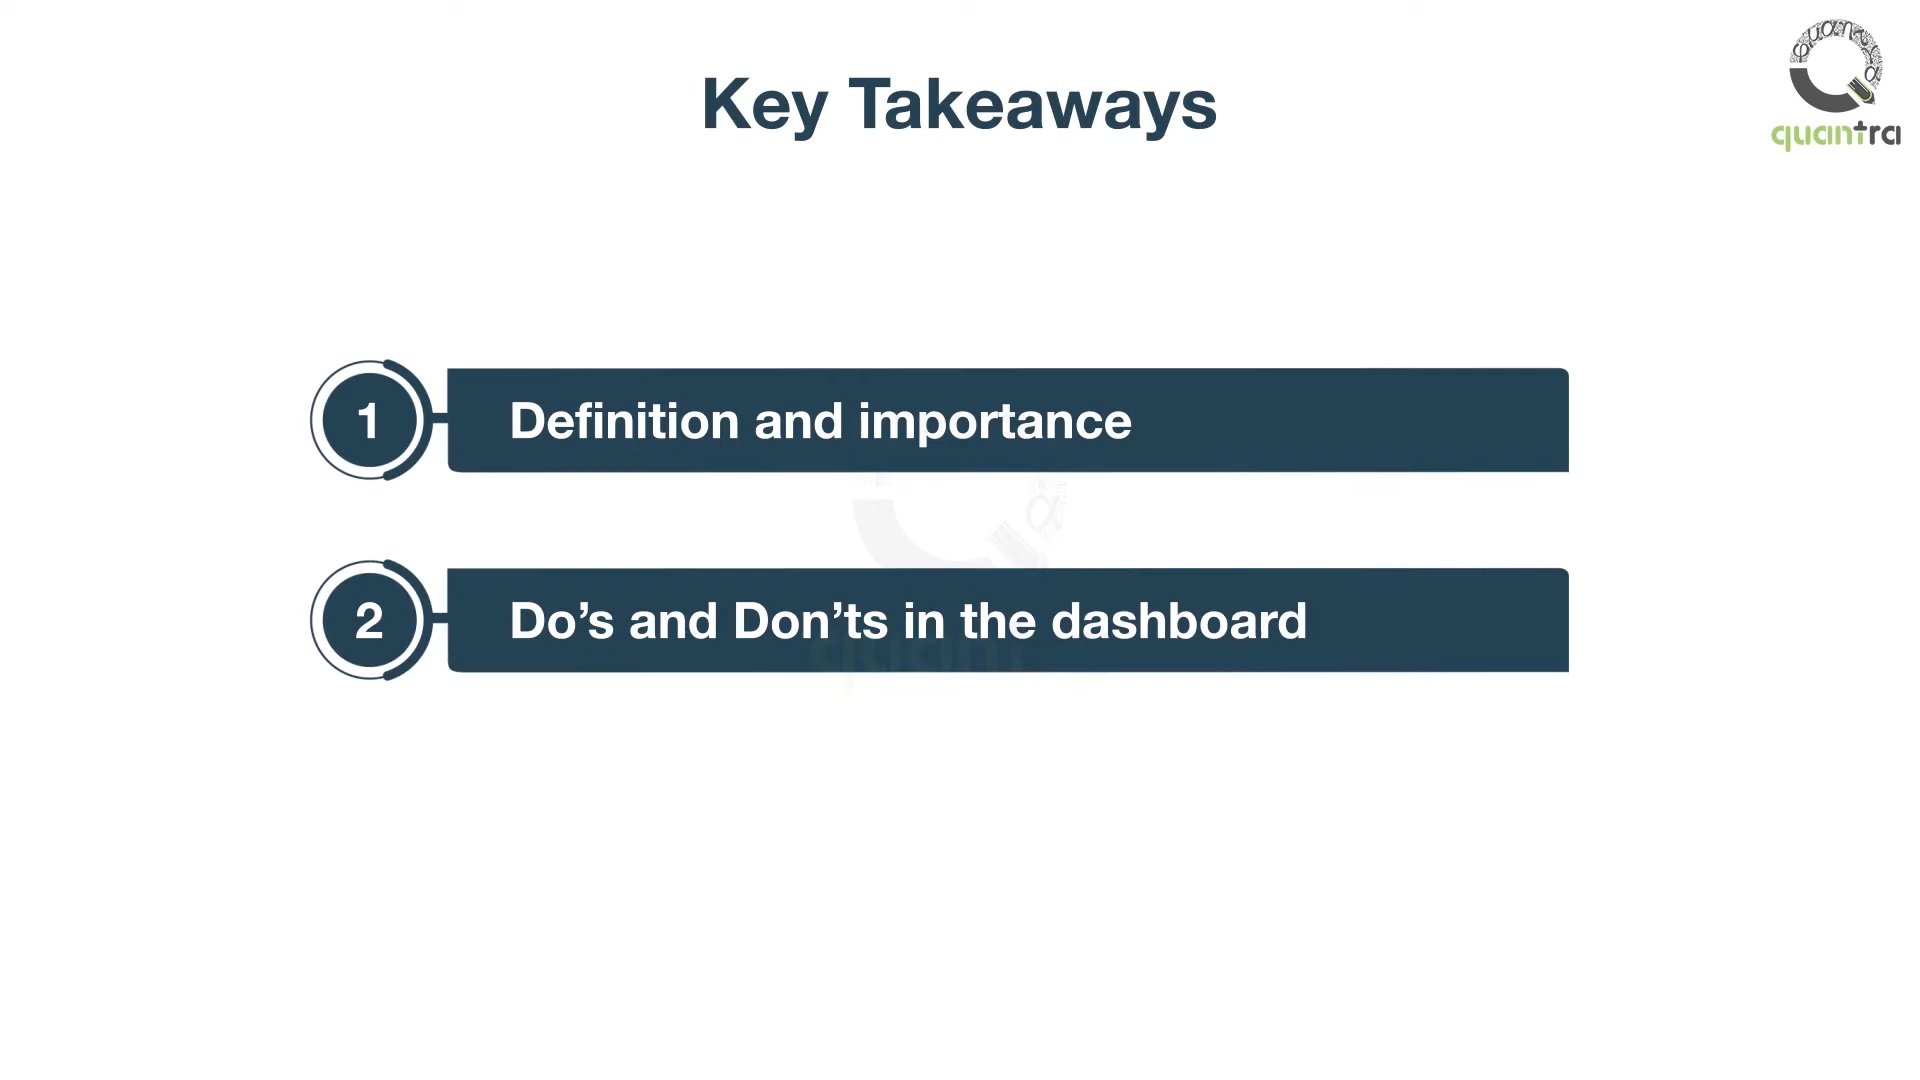 Key Takeaways
quantra
1
Definition and importance
2
Do’s and Don’ts in the dashboard